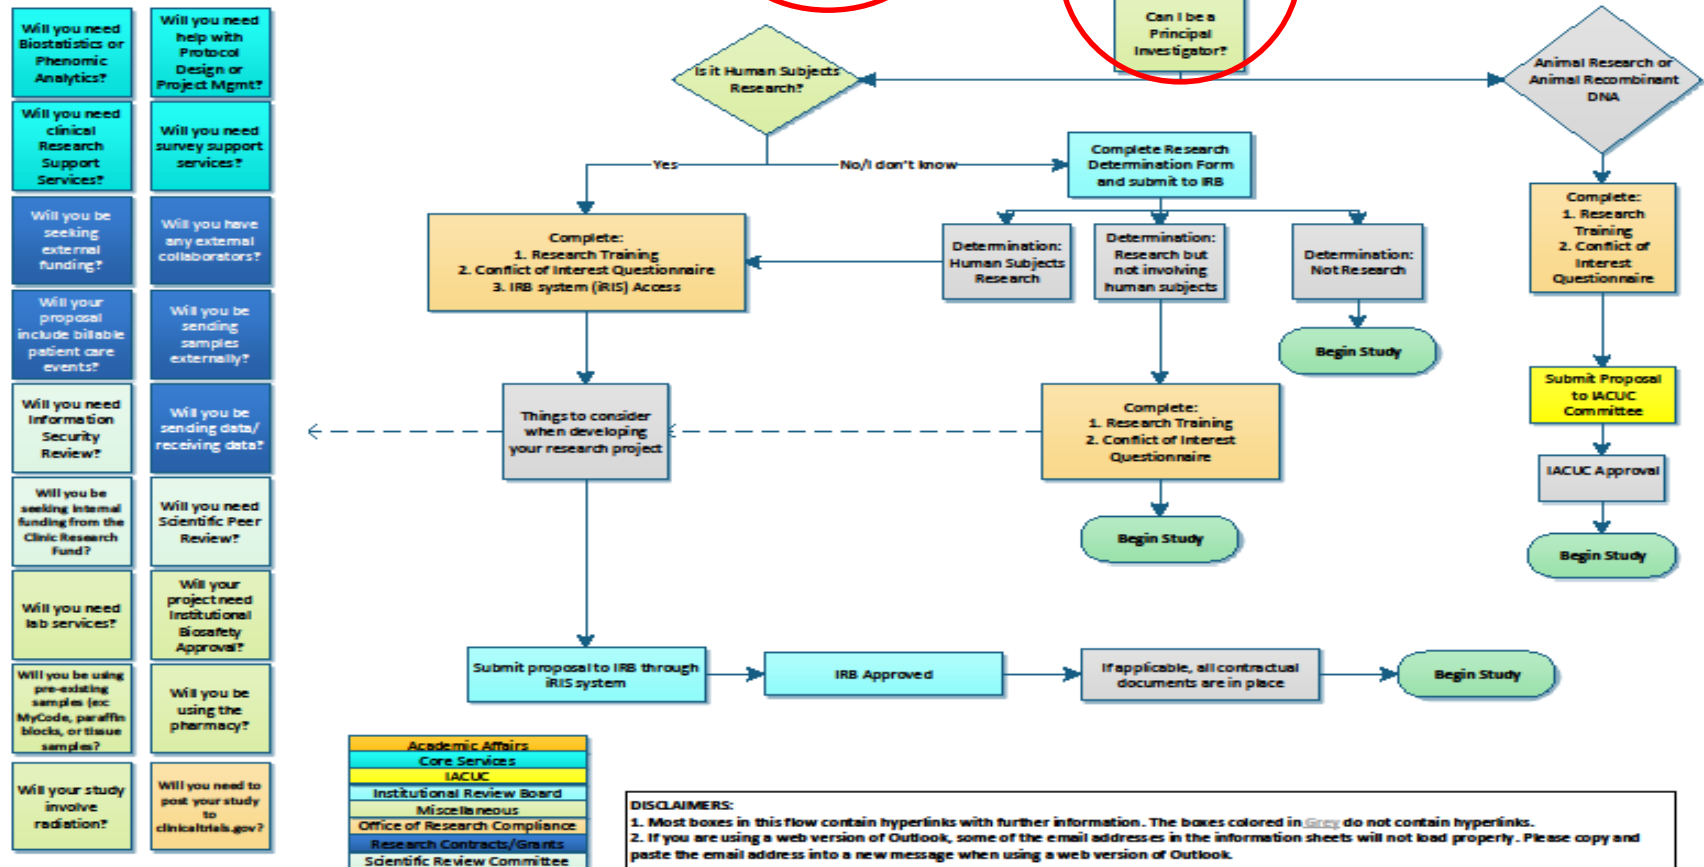 Will you need
Biostatistics or
Phenomic
Analytics?
Will you need
help with
Protocol
Design or
Project Mgmt?
Will you need
clinical
Research
Support
Services?
Will you need
survey support
services?
Will you be
seeking
external
funding?
Will you have
any external
collaborators?
Will your
proposal
include billable
patient care
events?
Will you be
sending
samples
externally?
Will you need
Information
Security
Review?
Will you be
sending data/
receiving data?
Will you be
seeking internal
funding from the
Clinic Research
Fund?
Will you need
Scientific Peer
Review?
Will you need
lab services?
Will your
project need
Institutional
Biosafety
Approval?
Will you be using
pre-existing
samples (ex:
MyCode, paraffin
blocks, or tissue
samples?
Will you be
using the
pharmacy?
Will your study
involve
radiation?
Will you need to
post your study
to
clinicaltrials.gov?
Can I be a
Principal
Investigator?
Is it Human Subjects
Research?
Animal Research or
Animal Recombinant
DNA
Yes
No/I don't know
Complete Research
Determination Form
and submit to IRB
Complete:
1. Research Training
2. Conflict of Interest Questionnaire
3. IRB system (iRIS) Access
Determination:
Human Subjects
Research
Determination:
Research but
not involving
human subjects
Determination:
Not Research
Complete:
1. Research
Training
2. Conflict of
Interest
Questionnaire
Begin Study
Submit Proposal
to IACUC
Committee
Things to consider
when developing
your research project
Complete:
1. Research Training
2. Conflict of Interest
Questionnaire
IACUC Approval
Begin Study
Begin Study
Submit proposal to IRB through
iRIS system
IRB Approved
If applicable, all contractual
documents are in place
Begin Study
Academic Affairs
Core Services
IACUC
Institutional Review Board
Miscellaneous
Office of Research Compliance
Research Contracts/Grants
Scientific Review Committee
DISCLAIMERS:
1. Most boxes in this flow contain hyperlinks with further information. The boxes colored in Grey do not contain hyperlinks.
2. If you are using a web version of Outlook, some of the email addresses in the information sheets will not load properly. Please copy and
paste the email address into a new message when using a web version of Outlook.